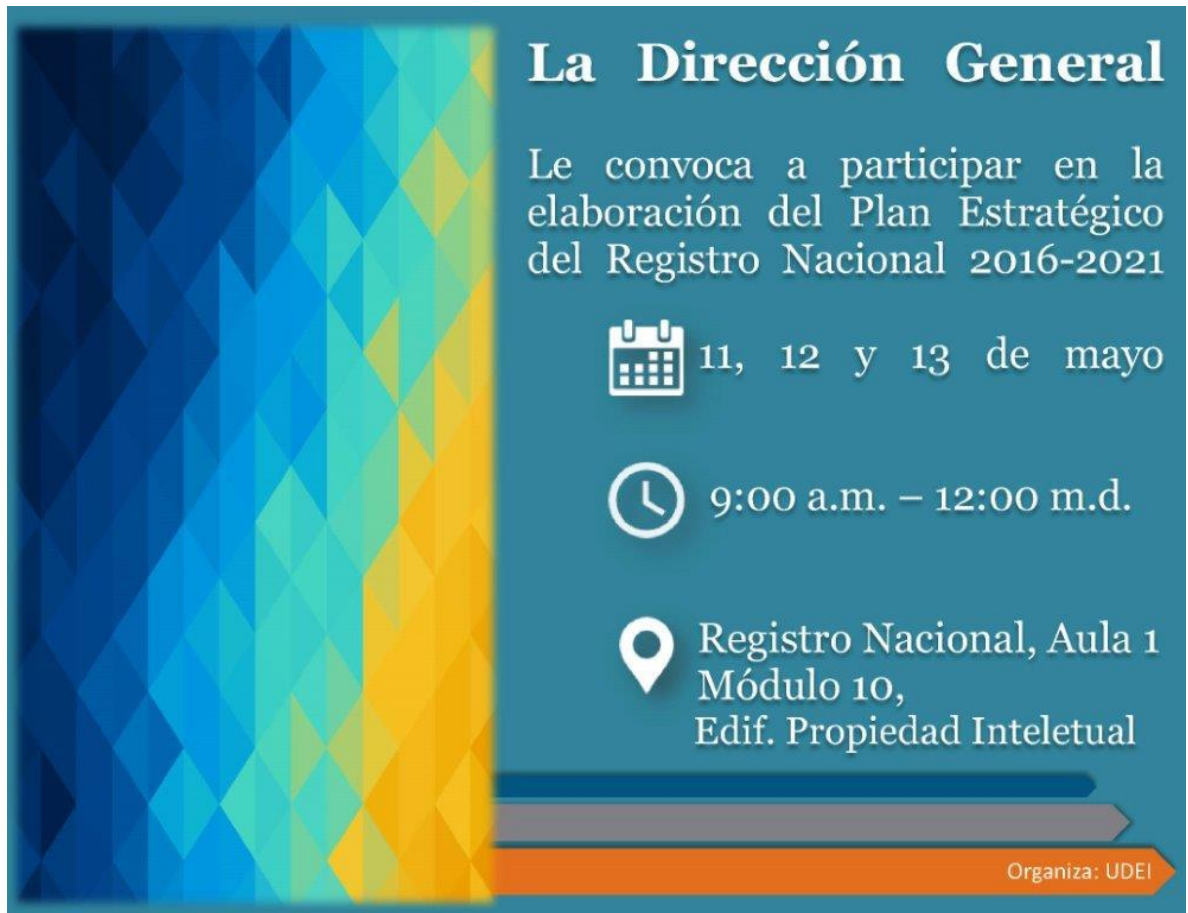 La Dirección General
Le convoca a participar en la
elaboración del Plan Estratégico
del Registro Nacional 2016-2021
11, 12 y 13 de mayo
9:00 a.m. – 12:00 m.d.
Registro Nacional, Aula 1
Módulo 10,
Edif. Propiedad Inteletual
Organiza: UDEI